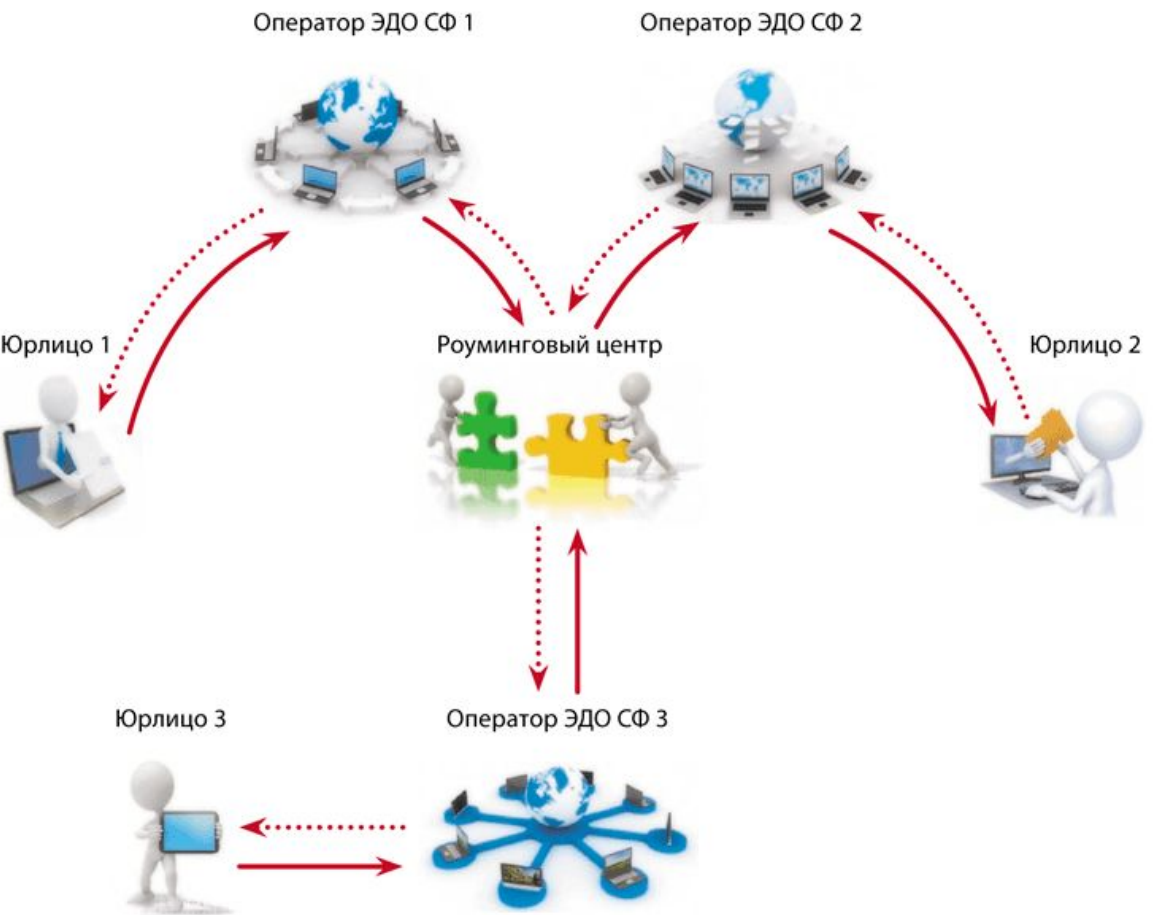 Оператор ЭДО СФ 1
Оператор ЭДО СФ 2
Юрлицо 1
Роуминговый центр
Юрлицо 2
Юрлицо 3
Оператор ЭДО СФ 3